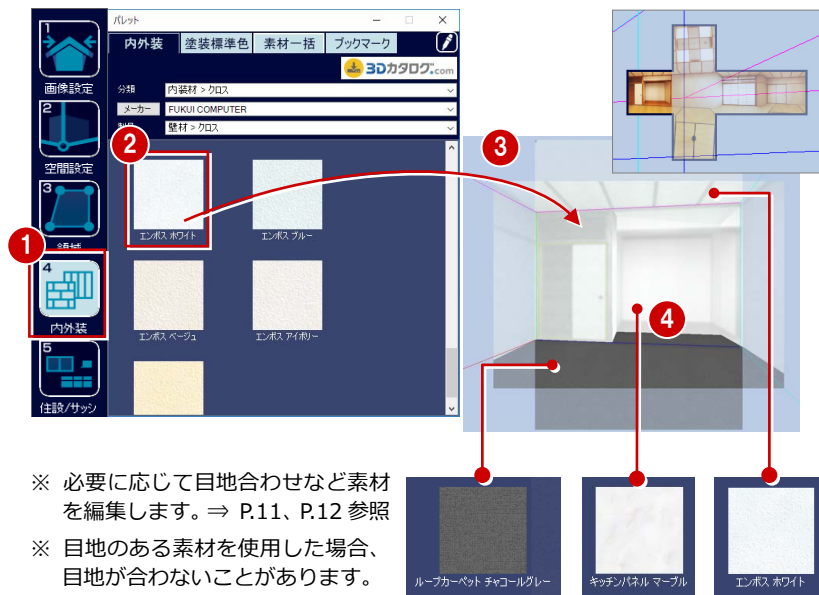 パレット
内外装 塗装標準色 素材一括 ブックマーク
3Dカタログ.com
分類 内装材 > クロス
メーカー FUKUI COMPUTER
壁材 > クロス
1
画像設定
2
空間設定
3
領域
4
内外装
5
住設/サッシ
1
2
3
4
エンボス ホワイト
エンボス ブルー
エンボス ベージュ
エンボス アイボリー
※ 必要に応じて目地合わせなど素材
を編集します。⇒ P.11、P.12 参照
※ 目地のある素材を使用した場合、
目地が合わないことがあります。
ループカーペット チャコールグレー
キッチンパネル マーブル
エンボス ホワイト